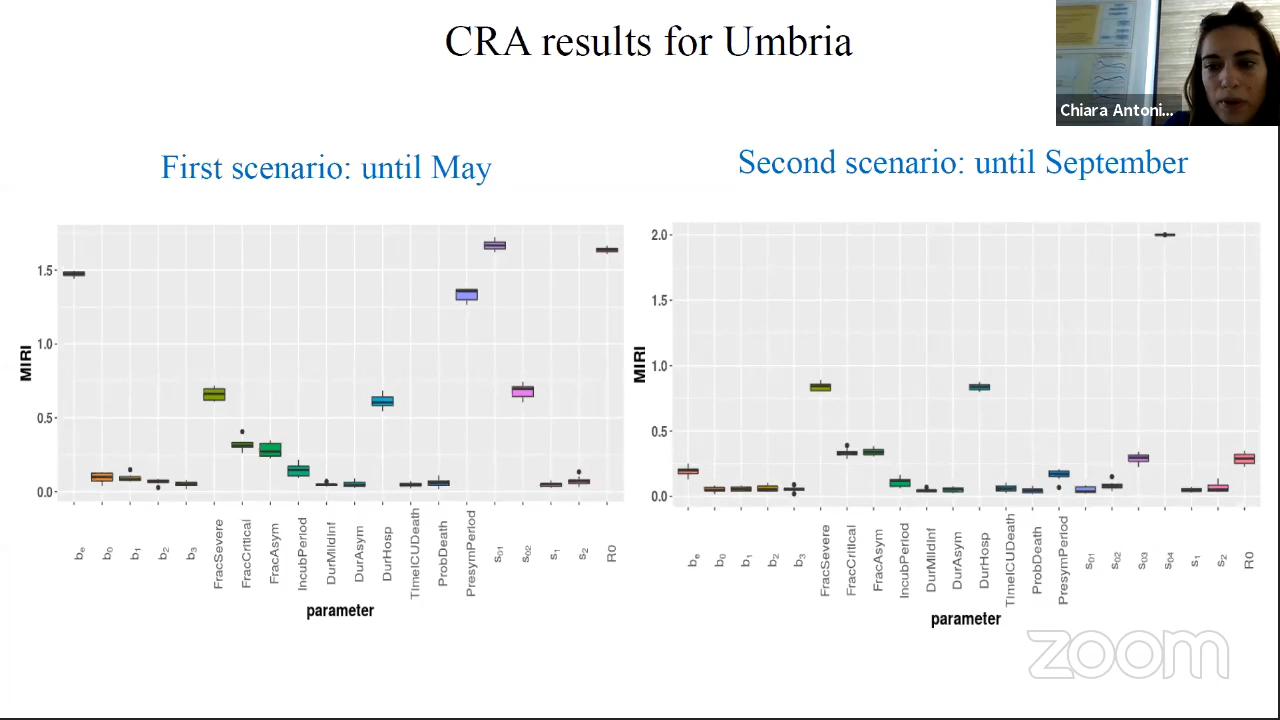 CRA results for Umbria
Chiara Antoni...
First scenario: until May
Second scenario: until September
MIRI
1.5
1.0
0.5
0.0
b_e
b_0
b_1
b_2
b_3
FracSevere
FracCritical
FracAsym
IncubPeriod
DurMildInf
DurAsym
DurHosp
TimeICUDeath
ProbDeath
PresymPeriod
s_01
s_02
s_1
s_2
R0
parameter
MIRI
2.0
1.5
1.0
0.5
0.0
b_e
b_0
b_1
b_2
b_3
FracSevere
FracCritical
FracAsym
IncubPeriod
DurMildInf
DurAsym
DurHosp
TimeICUDeath
ProbDeath
PresymPeriod
s_01
s_02
s_03
s_04
s_1
s_2
R0
parameter
zoom